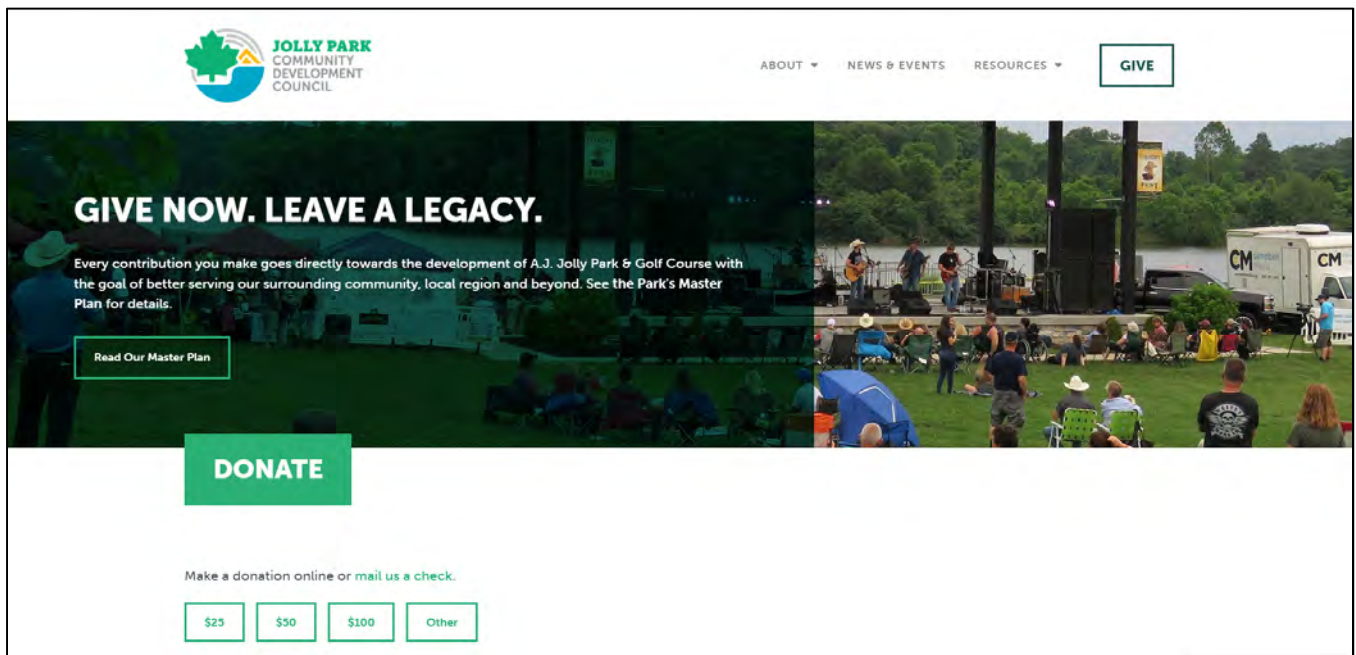 JOLLY PARK
COMMUNITY
DEVELOPMENT
COUNCIL
ABOUT
NEWS & EVENTS
RESOURCES
GIVE
GIVE NOW. LEAVE A LEGACY.
Every contribution you make goes directly towards the development of A.J. Jolly Park & Golf Course with
the goal of better serving our surrounding community, local region and beyond. See the Park's Master
Plan for details.
Read Our Master Plan
CM
CM
DONATE
Make a donation online or mail us a check.
$25
$50
$100
Other